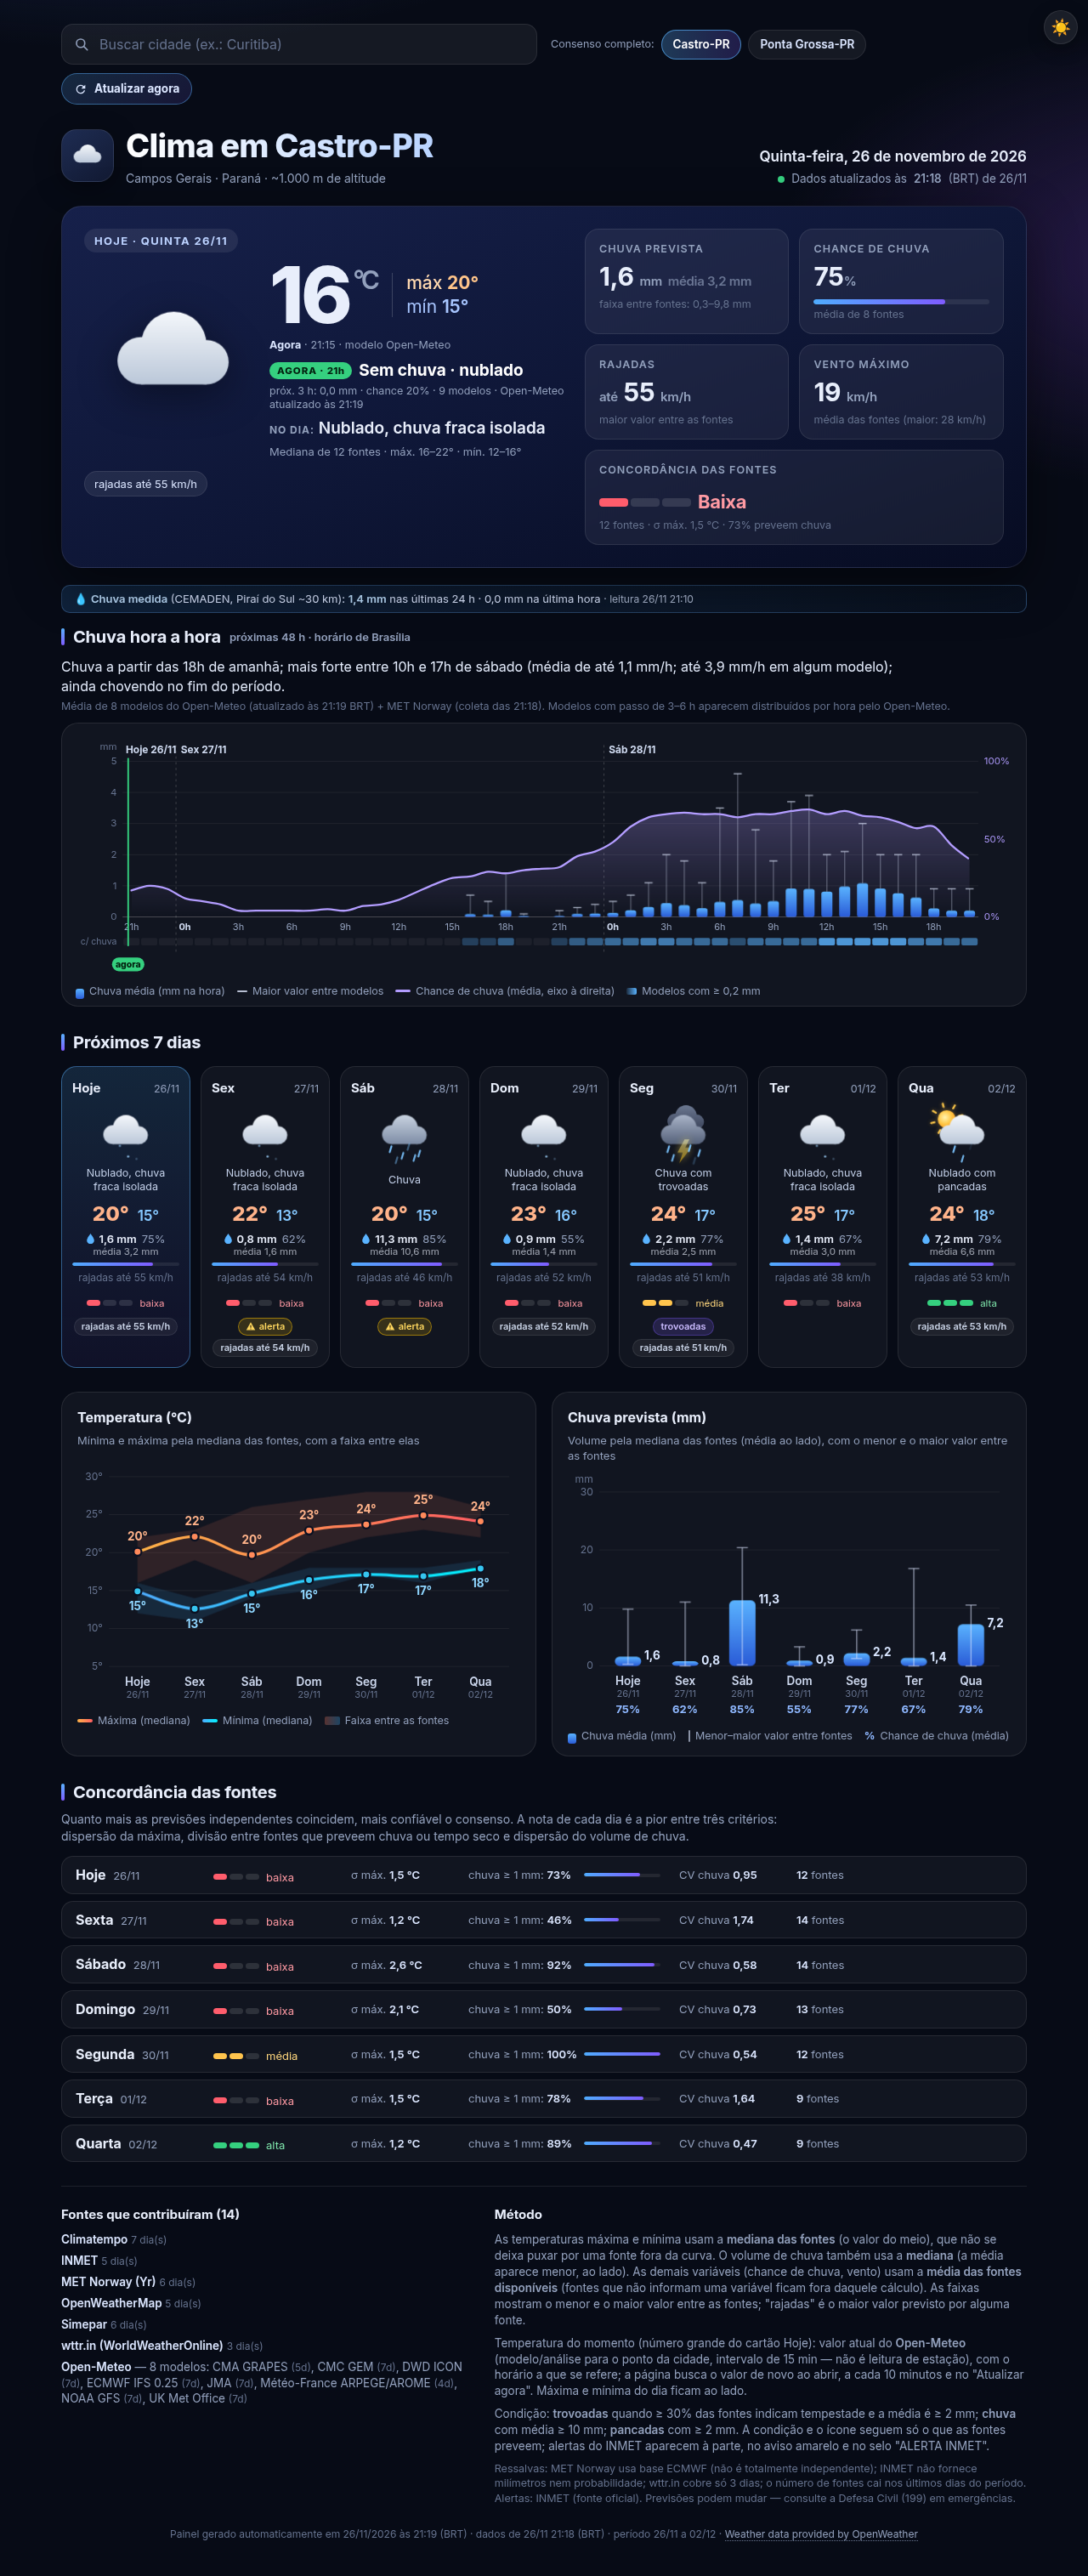 Buscar cidade (ex.: Curitiba)
Consenso completo: Castro-PR Ponta Grossa-PR
Atualizar agora
Clima em Castro-PR
Campos Gerais · Paraná · ~1.000 m de altitude
Quinta-feira, 26 de novembro de 2026
Dados atualizados às 21:18 (BRT) de 26/11
HOJE · QUINTA 26/11
16°C
máx 20°
mín 15°
Agora · 21:15 · modelo Open-Meteo
AGORA · 21h Sem chuva · nublado
próx. 3 h: 0,0 mm · chance 20% · 9 modelos · Open-Meteo
atualizado às 21:19
NO DIA: Nublado, chuva fraca isolada
Mediana de 12 fontes · máx. 16–22° · mín. 12–16°
rajadas até 55 km/h
CHUVA PREVISTA
1,6 mm média 3,2 mm
faixa entre fontes: 0,3–9,8 mm
CHANCE DE CHUVA
75%
média de 8 fontes
RAJADAS
até 55 km/h
maior valor entre as fontes
VENTO MÁXIMO
19 km/h
média das fontes (maior: 28 km/h)
CONCORDÂNCIA DAS FONTES
Baixa
12 fontes · σ máx. 1,5 °C · 73% preveem chuva
Chuva medida (CEMADEN, Piraí do Sul ~30 km): 1,4 mm nas últimas 24 h · 0,0 mm na última hora · leitura 26/11 21:10
Chuva hora a hora próximas 48 h · horário de Brasília
Chuva a partir das 18h de amanhã; mais forte entre 10h e 17h de sábado (média de até 1,1 mm/h; até 3,9 mm/h em algum modelo);
ainda chovendo no fim do período.
Média de 8 modelos do Open-Meteo (atualizado às 21:19 BRT) + MET Norway (coleta das 21:18). Modelos com passo de 3–6 h aparecem distribuídos por hora pelo Open-Meteo.
mm Hoje 26/11 Sex 27/11 Sáb 28/11
5 100%
4
3
2 50%
1
0 0%
21h 0h 3h 6h 9h 12h 15h 18h 21h 0h 3h 6h 9h 12h 15h 18h
c/ chuva
agora
Chuva média (mm na hora) Maior valor entre modelos Chance de chuva (média, eixo à direita) Modelos com ≥ 0,2 mm
Próximos 7 dias
Hoje 26/11
Nublado, chuva
fraca isolada
20° 15°
1,6 mm 75%
média 3,2 mm
rajadas até 55 km/h
baixa
rajadas até 55 km/h
Sex 27/11
Nublado, chuva
fraca isolada
22° 13°
0,8 mm 62%
média 1,6 mm
rajadas até 54 km/h
baixa
alerta
rajadas até 54 km/h
Sáb 28/11
Chuva
20° 15°
11,3 mm 85%
média 10,6 mm
rajadas até 46 km/h
baixa
alerta
Dom 29/11
Nublado, chuva
fraca isolada
23° 16°
0,9 mm 55%
média 1,4 mm
rajadas até 52 km/h
baixa
rajadas até 52 km/h
Seg 30/11
Chuva com
trovoadas
24° 17°
2,2 mm 77%
média 2,5 mm
rajadas até 51 km/h
média
trovoadas
rajadas até 51 km/h
Ter 01/12
Nublado, chuva
fraca isolada
25° 17°
1,4 mm 67%
média 3,0 mm
rajadas até 38 km/h
baixa
Qua 02/12
Nublado com
pancadas
24° 18°
7,2 mm 79%
média 6,6 mm
rajadas até 53 km/h
alta
rajadas até 53 km/h
Temperatura (°C)
Mínima e máxima pela mediana das fontes, com a faixa entre elas
30°
25°
20°
15°
10°
5°
20° 22° 20° 23° 24° 25° 24°
15° 13° 15° 16° 17° 17° 18°
Hoje Sex Sáb Dom Seg Ter Qua
26/11 27/11 28/11 29/11 30/11 01/12 02/12
Máxima (mediana) Mínima (mediana) Faixa entre as fontes
Chuva prevista (mm)
Volume pela mediana das fontes (média ao lado), com o menor e o maior valor entre
as fontes
mm
30
20
10
0
1,6 0,8 11,3 0,9 2,2 1,4 7,2
Hoje Sex Sáb Dom Seg Ter Qua
26/11 27/11 28/11 29/11 30/11 01/12 02/12
75% 62% 85% 55% 77% 67% 79%
Chuva média (mm) Menor–maior valor entre fontes % Chance de chuva (média)
Concordância das fontes
Quanto mais as previsões independentes coincidem, mais confiável o consenso. A nota de cada dia é a pior entre três critérios:
dispersão da máxima, divisão entre fontes que preveem chuva ou tempo seco e dispersão do volume de chuva.
Hoje 26/11 baixa σ máx. 1,5 °C chuva ≥ 1 mm: 73% CV chuva 0,95 12 fontes
Sexta 27/11 baixa σ máx. 1,2 °C chuva ≥ 1 mm: 46% CV chuva 1,74 14 fontes
Sábado 28/11 baixa σ máx. 2,6 °C chuva ≥ 1 mm: 92% CV chuva 0,58 14 fontes
Domingo 29/11 baixa σ máx. 2,1 °C chuva ≥ 1 mm: 50% CV chuva 0,73 13 fontes
Segunda 30/11 média σ máx. 1,5 °C chuva ≥ 1 mm: 100% CV chuva 0,54 12 fontes
Terça 01/12 baixa σ máx. 1,5 °C chuva ≥ 1 mm: 78% CV chuva 1,64 9 fontes
Quarta 02/12 alta σ máx. 1,2 °C chuva ≥ 1 mm: 89% CV chuva 0,47 9 fontes
Fontes que contribuíram (14)
Climatempo 7 dia(s)
INMET 5 dia(s)
MET Norway (Yr) 6 dia(s)
OpenWeatherMap 5 dia(s)
Simepar 6 dia(s)
wttr.in (WorldWeatherOnline) 3 dia(s)
Open-Meteo — 8 modelos: CMA GRAPES (5d), CMC GEM (7d), DWD ICON
(7d), ECMWF IFS 0.25 (7d), JMA (7d), Météo-France ARPEGE/AROME (4d),
NOAA GFS (7d), UK Met Office (7d)
Método
As temperaturas máxima e mínima usam a mediana das fontes (o valor do meio), que não se
deixa puxar por uma fonte fora da curva. O volume de chuva também usa a mediana (a média
aparece menor, ao lado). As demais variáveis (chance de chuva, vento) usam a média das fontes
disponíveis (fontes que não informam uma variável ficam fora daquele cálculo). As faixas
mostram o menor e o maior valor entre as fontes; "rajadas" é o maior valor previsto por alguma
fonte.
Temperatura do momento (número grande do cartão Hoje): valor atual do Open-Meteo
(modelo/análise para o ponto da cidade, intervalo de 15 min — não é leitura de estação), com o
horário a que se refere; a página busca o valor de novo ao abrir, a cada 10 minutos e no "Atualizar
agora". Máxima e mínima do dia ficam ao lado.
Condição: trovoadas quando ≥ 30% das fontes indicam tempestade e a média é ≥ 2 mm; chuva
com média ≥ 10 mm; pancadas com ≥ 2 mm. A condição e o ícone seguem só o que as fontes
preveem; alertas do INMET aparecem à parte, no aviso amarelo e no selo "ALERTA INMET".
Ressalvas: MET Norway usa base ECMWF (não é totalmente independente); INMET não fornece
milímetros nem probabilidade; wttr.in cobre só 3 dias; o número de fontes cai nos últimos dias do período.
Alertas: INMET (fonte oficial). Previsões podem mudar — consulte a Defesa Civil (199) em emergências.
Painel gerado automaticamente em 26/11/2026 às 21:19 (BRT) · dados de 26/11 21:18 (BRT) · período 26/11 a 02/12 · Weather data provided by OpenWeather